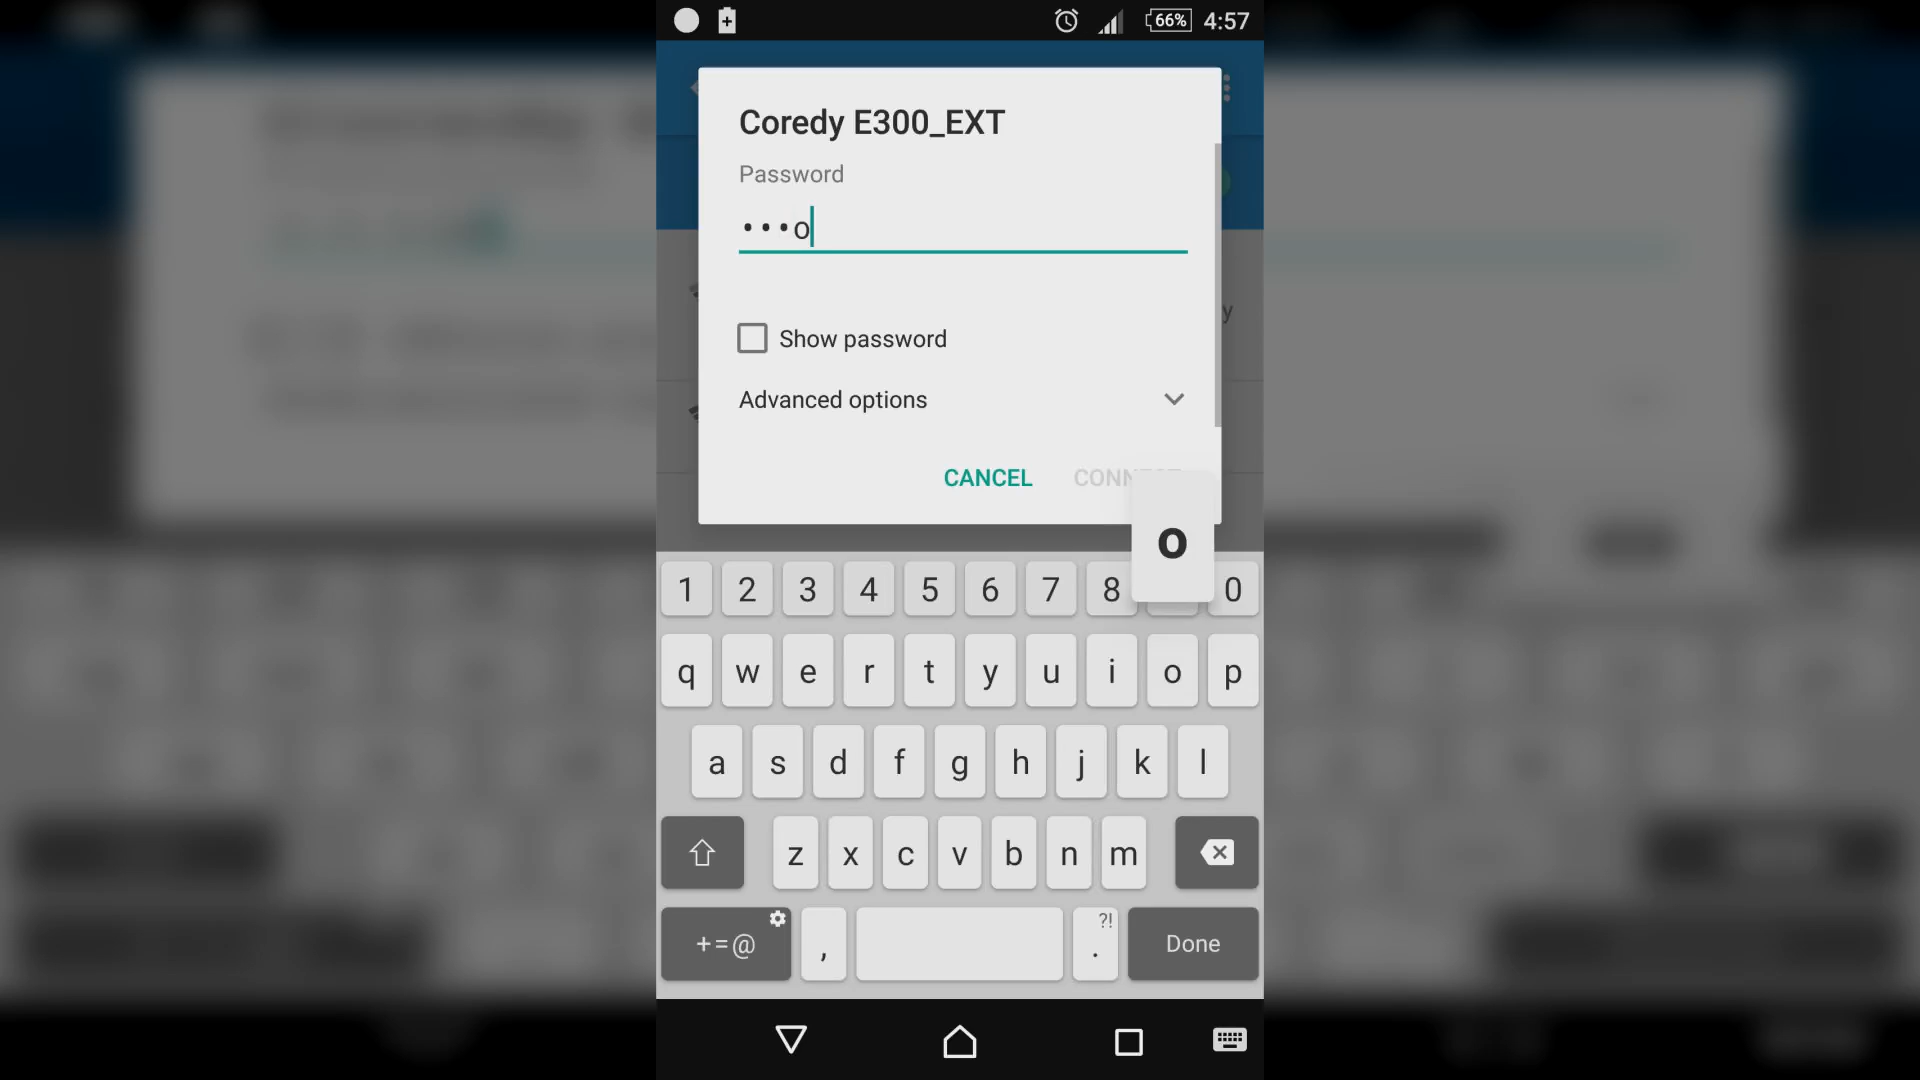 66% 4:57
Coredy E300_EXT
Password
•••o
y
Show password
Advanced options
CANCEL
o
1 2 3 4 5 6 7 8 0
q w e r t y u i o p
a s d f g h j k l
z x c v b n m
+=@ , ?! . Done